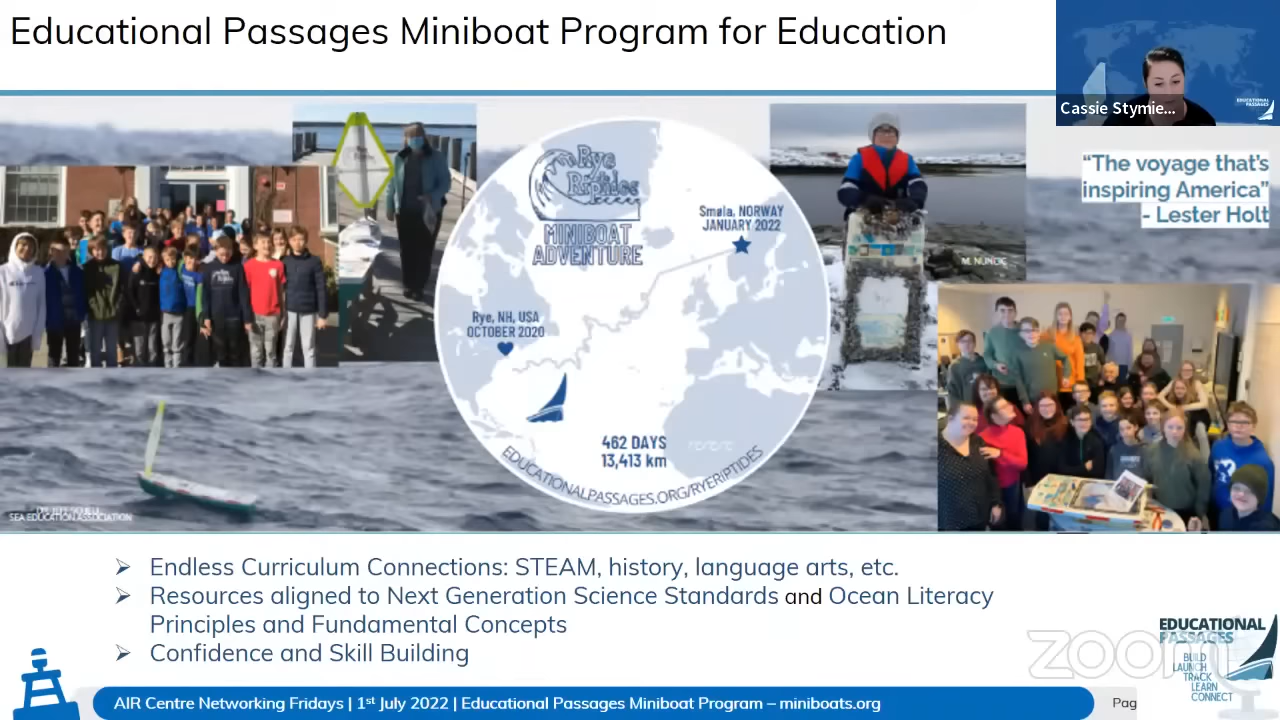 Educational Passages Miniboat Program for Education
Cassie Stymie...
EDUCATIONAL
PASSAGES
"The voyage that's
inspiring America"
- Lester Holt
Rye
Riptides
MINIBOAT
ADVENTURE
Smøla, NORWAY
JANUARY 2022
Rye, NH, USA
OCTOBER 2020
462 DAYS
13,413 km
EDUCATIONALPASSAGES.ORG/RYERIPTIDES
SEA EDUCATION ASSOCIATION
➢ Endless Curriculum Connections: STEAM, history, language arts, etc.
➢ Resources aligned to Next Generation Science Standards and Ocean Literacy
Principles and Fundamental Concepts
➢ Confidence and Skill Building
EDUCATIONAL
PASSAGES
BUILD
LAUNCH
TRACK
LEARN
CONNECT
zoom
AIR Centre Networking Fridays | 1st July 2022 | Educational Passages Miniboat Program – miniboats.org
Pag